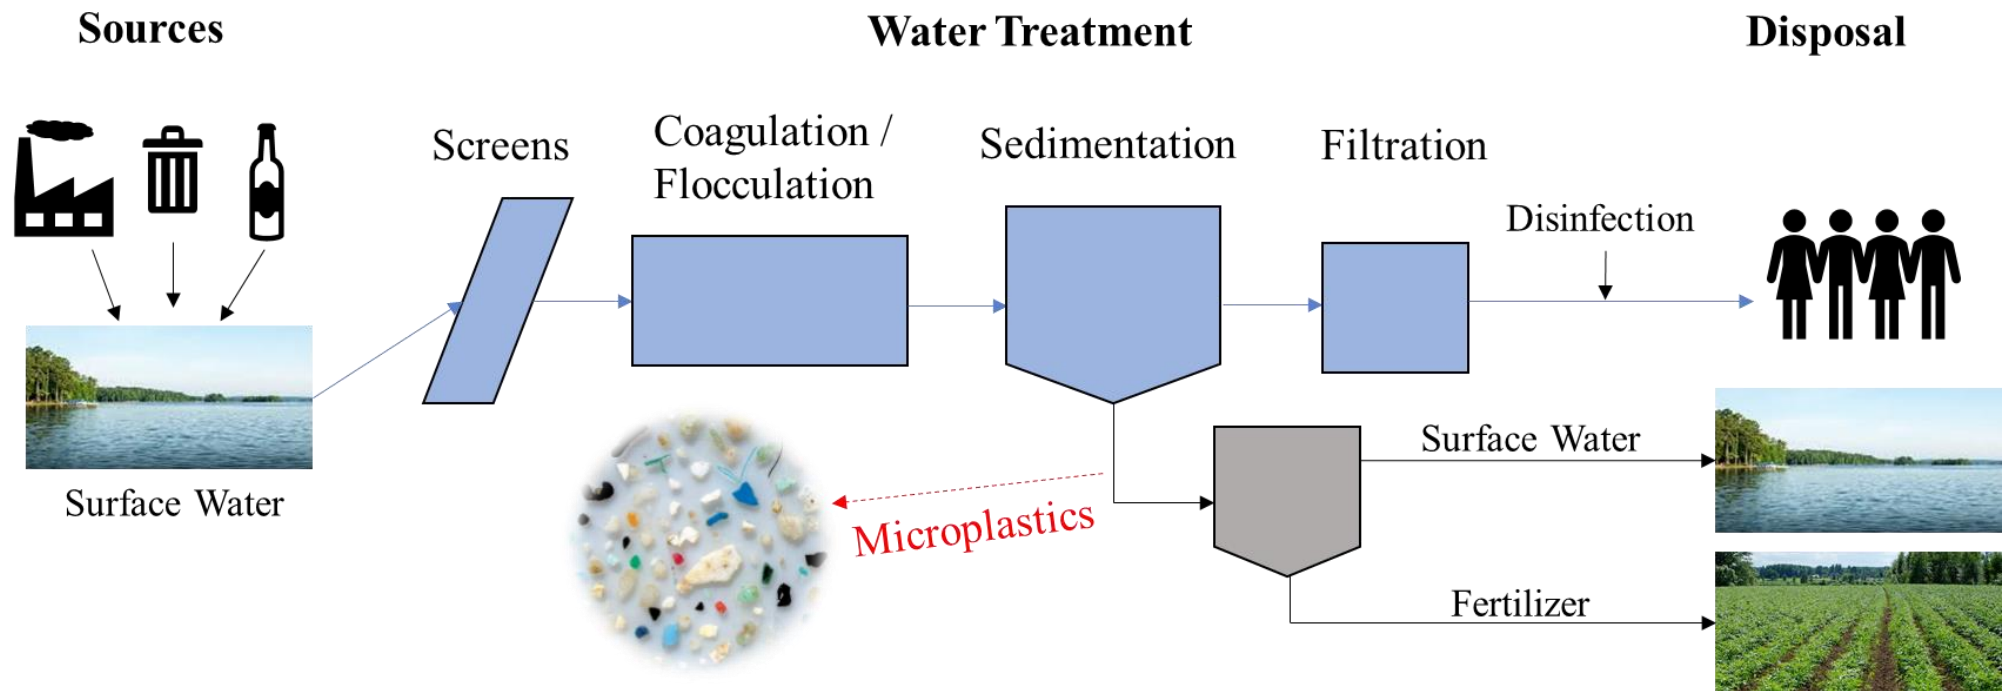 Sources
Water Treatment
Disposal
Screens
Coagulation /
Flocculation
Sedimentation
Filtration
Disinfection
Surface Water
Microplastics
Surface Water
Fertilizer